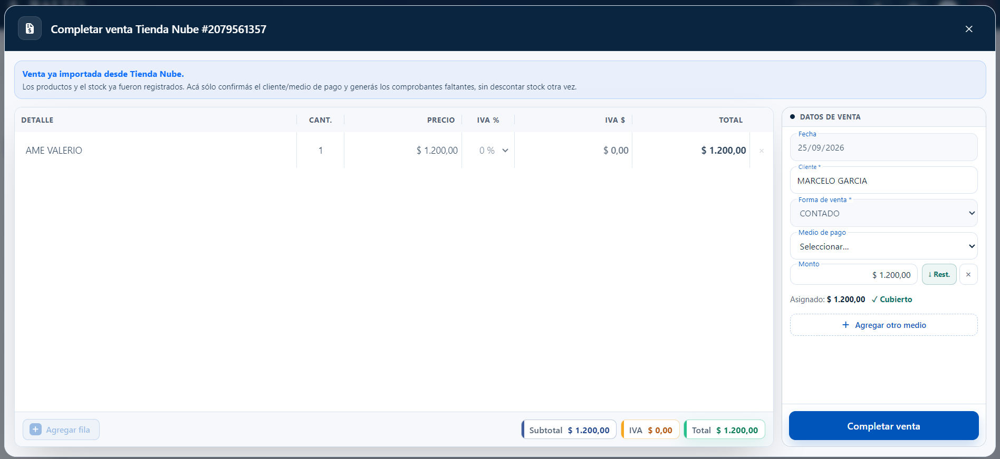 Completar venta Tienda Nube #2079561357
Venta ya importada desde Tienda Nube.
Los productos y el stock ya fueron registrados. Acá sólo confirmás el cliente/medio de pago y generás los comprobantes faltantes, sin descontar stock otra vez.
DETALLE CANT. PRECIO IVA % IVA $ TOTAL
AME VALERIO 1 $ 1.200,00 0 % $ 0,00 $ 1.200,00 ×
Agregar fila
Subtotal $ 1.200,00 IVA $ 0,00 Total $ 1.200,00
DATOS DE VENTA
Fecha
25/09/2026
Cliente *
MARCELO GARCIA
Forma de venta *
CONTADO
Medio de pago
Seleccionar...
Monto
$ 1.200,00 ↓ Rest. ×
Asignado: $ 1.200,00 ✓ Cubierto
+ Agregar otro medio
Completar venta